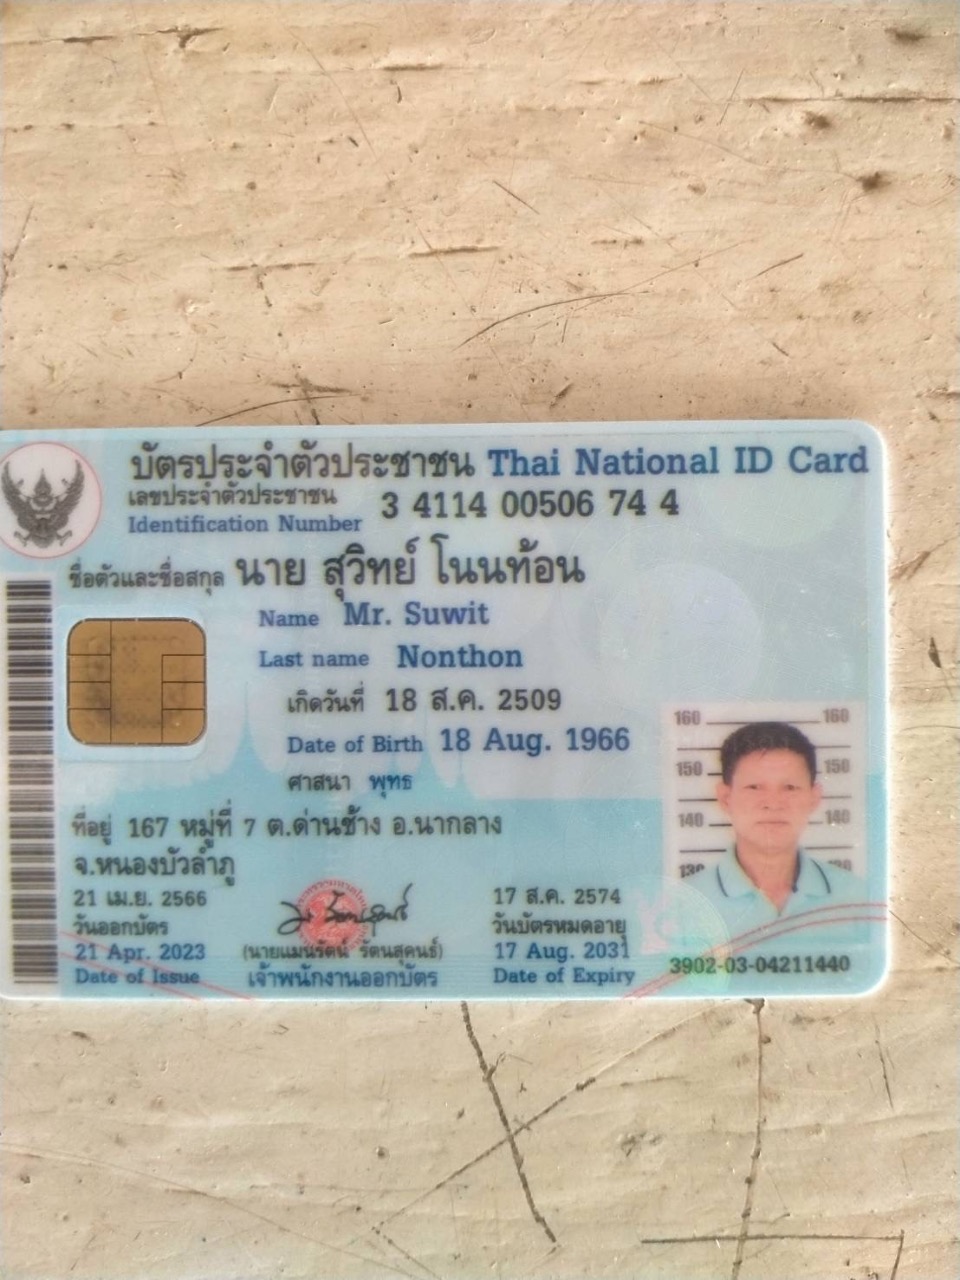 บัตรประจำตัวประชาชน Thai National ID Card
เลขประจำตัวประชาชน
Identification Number
3 4114 00506 74 4
ชื่อตัวและชื่อสกุล นาย สุวิทย์ โนนท้อน
Name Mr. Suwit
Last name Nonthon
เกิดวันที่ 18 ส.ค. 2509
Date of Birth 18 Aug. 1966
ศาสนา พุทธ
ที่อยู่ 167 หมู่ที่ 7 ต.ด่านช้าง อ.นากลาง
จ.หนองบัวลำภู
21 เม.ย. 2566
วันออกบัตร
21 Apr. 2023
Date of Issue
(นายแมนรัตน์ รัตนสุคนธ์)
เจ้าพนักงานออกบัตร
17 ส.ค. 2574
วันบัตรหมดอายุ
17 Aug. 2031
Date of Expiry
160 160
150 150
140 140
130
3902-03-04211440